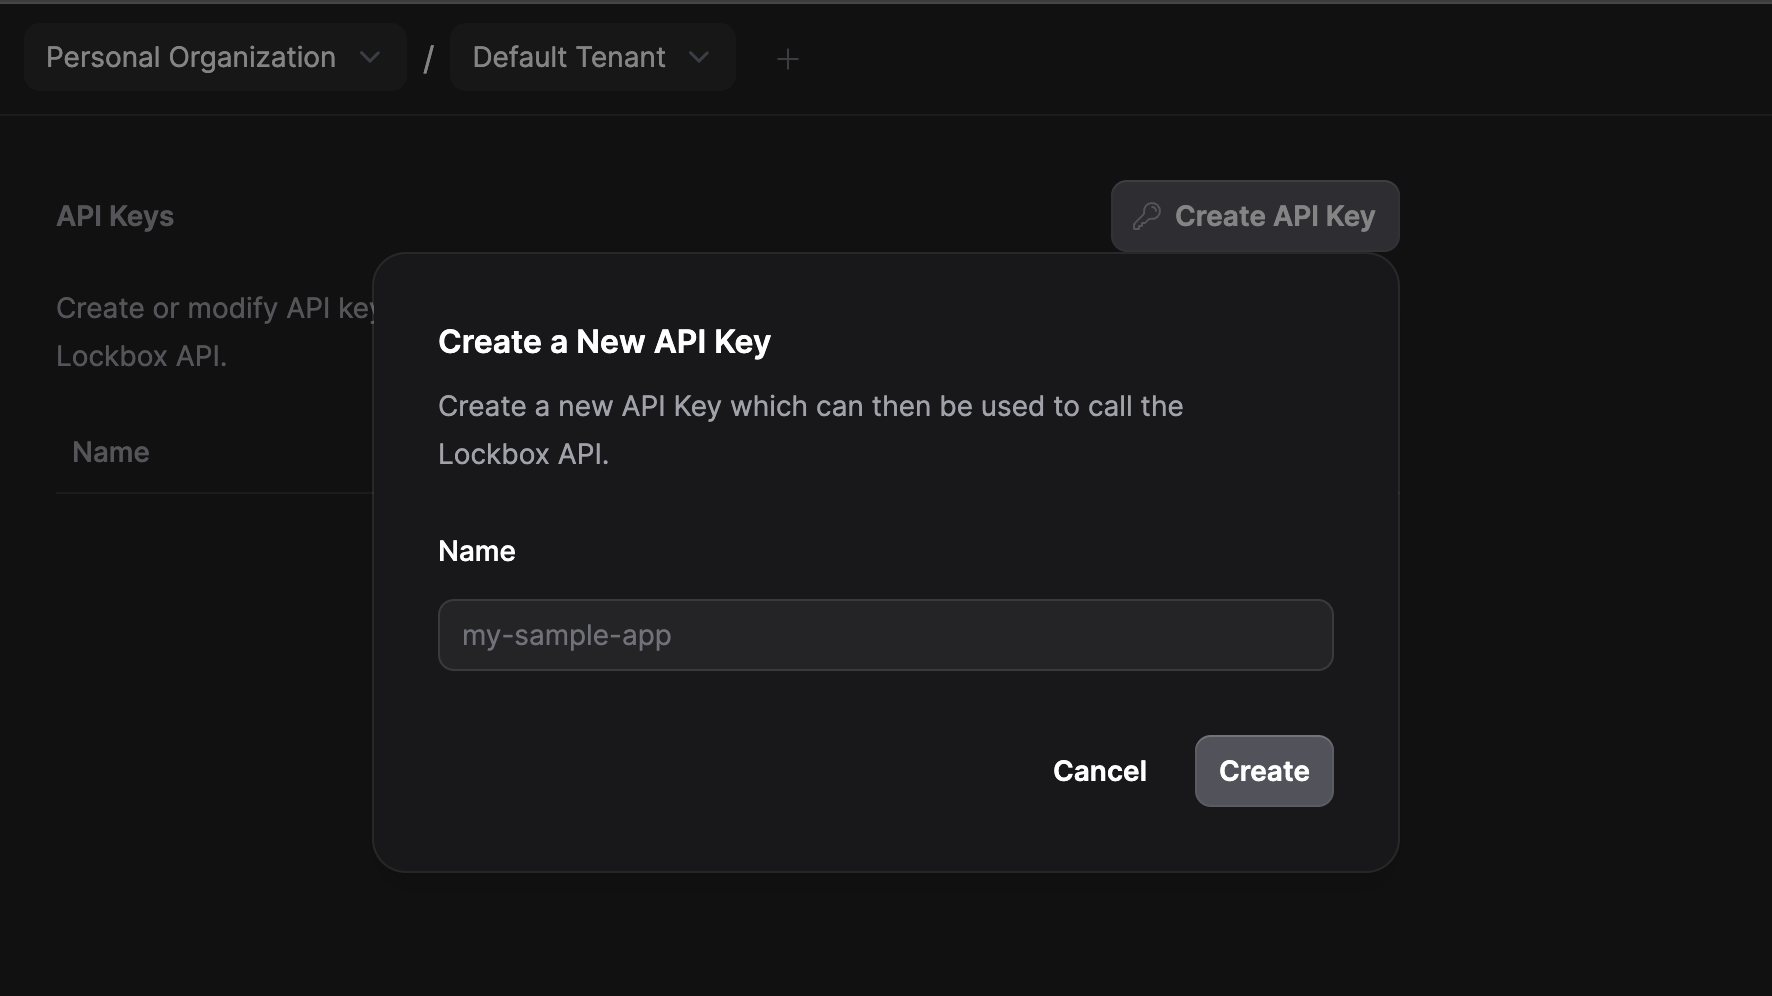 Personal Organization / Default Tenant +
API Keys
Create API Key
Create or modify API key
Lockbox API.
Name
Create a New API Key
Create a new API Key which can then be used to call the
Lockbox API.
Name
my-sample-app
Cancel
Create